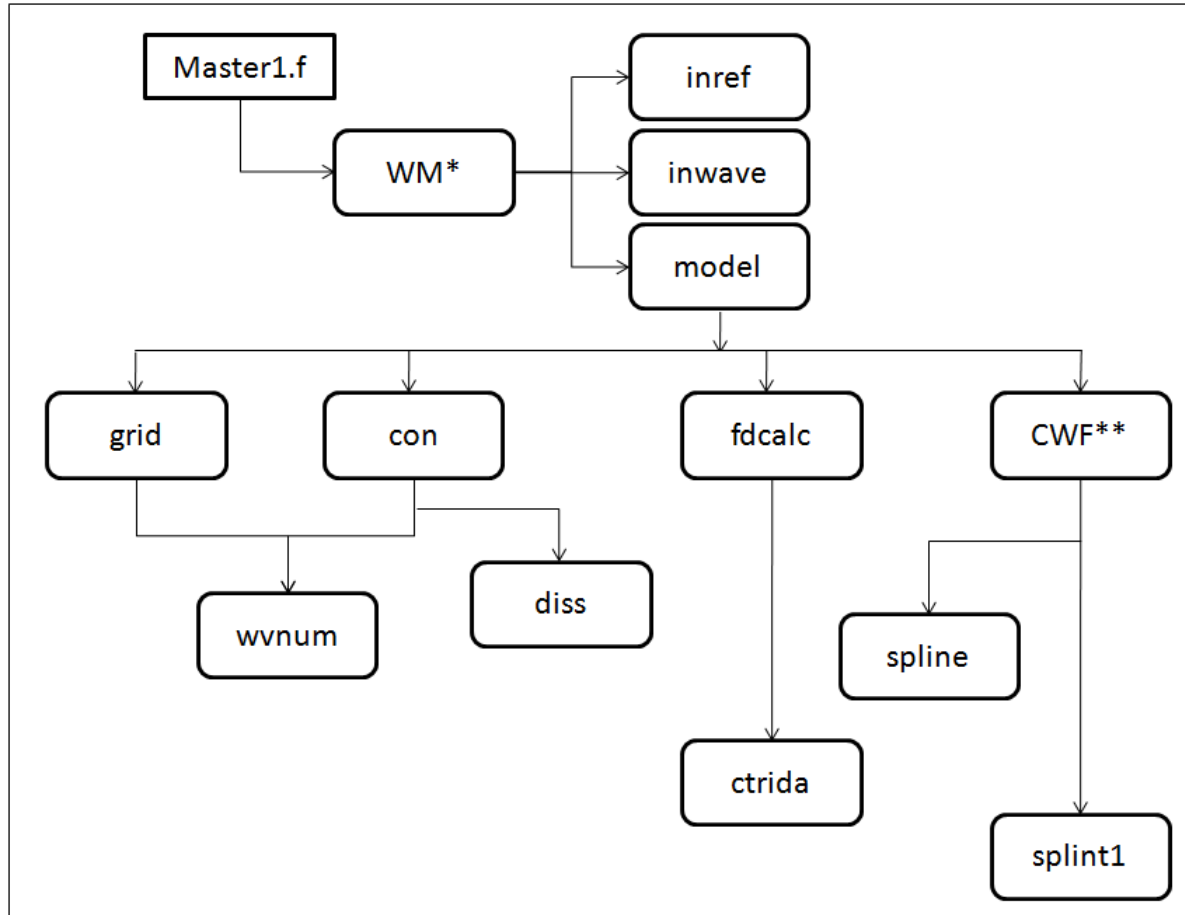 Master1.f
inref
WM*
inwave
model
grid
con
fdcalc
CWF**
wvnum
diss
spline
ctrida
splint1